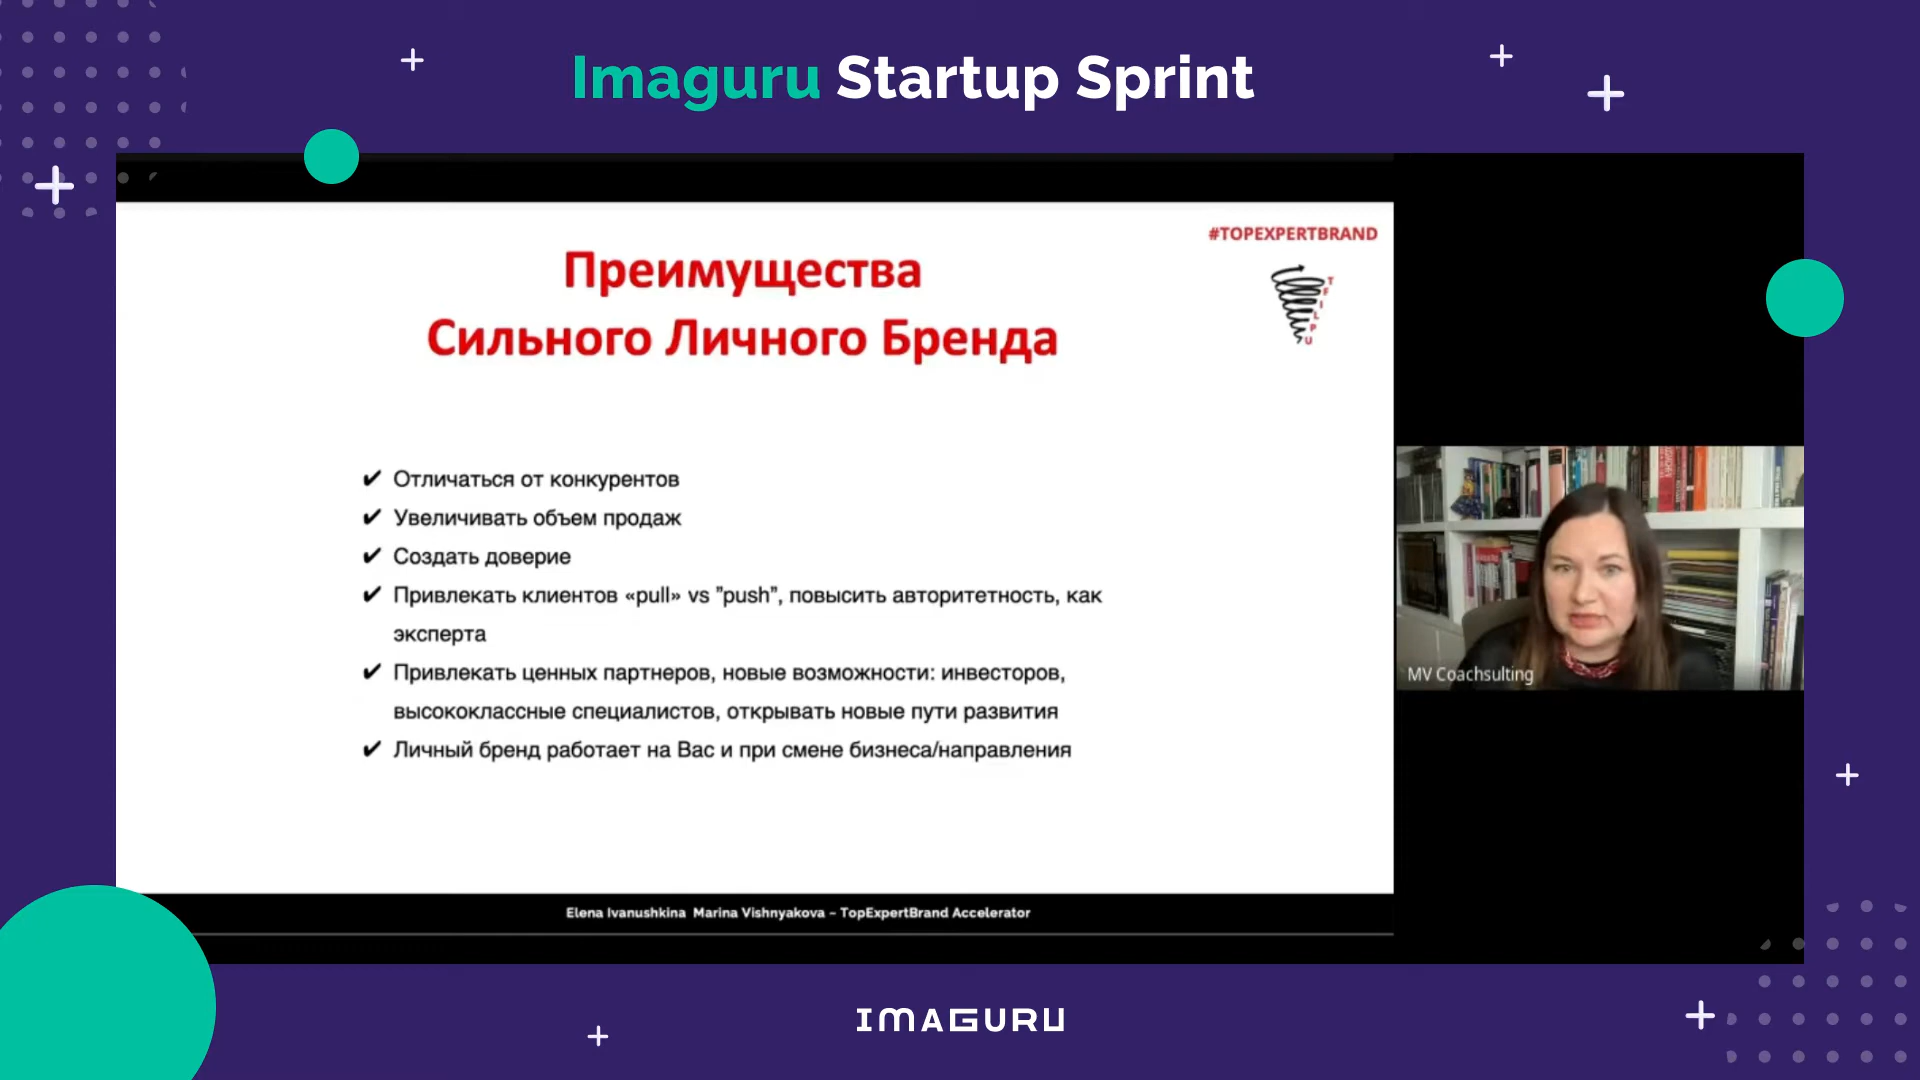 Imaguru Startup Sprint
#TOPEXPERTBRAND
Преимущества
Сильного Личного Бренда
T
F
I
L
P
U
✔ Отличаться от конкурентов
✔ Увеличивать объем продаж
✔ Создать доверие
✔ Привлекать клиентов «pull» vs ”push”, повысить авторитетность, как
эксперта
✔ Привлекать ценных партнеров, новые возможности: инвесторов,
высококлассные специалистов, открывать новые пути развития
✔ Личный бренд работает на Вас и при смене бизнеса/направления
MV Coachsulting
Elena Ivanushkina Marina Vishnyakova – TopExpertBrand Accelerator
IMAGURU